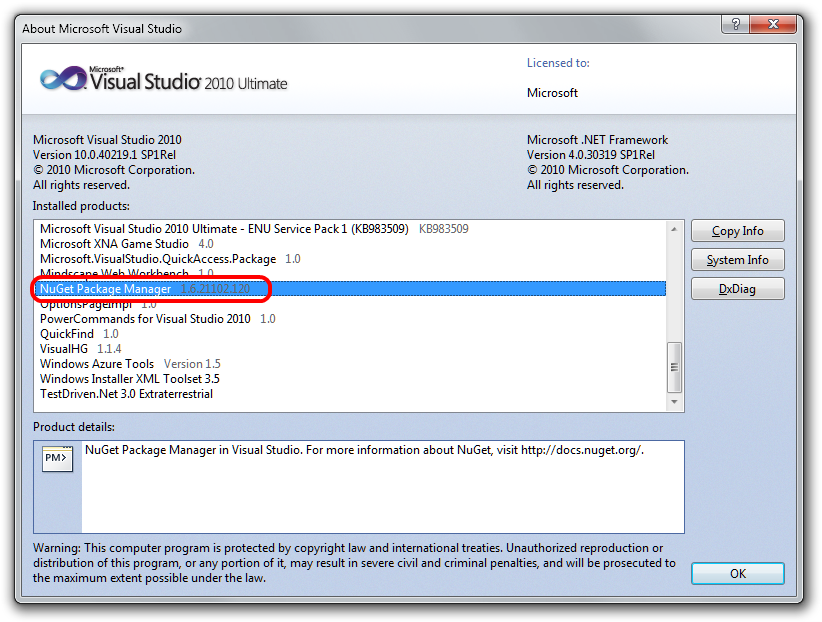 About Microsoft Visual Studio
?
Microsoft®
Visual Studio 2010 Ultimate
Licensed to:
Microsoft
Microsoft Visual Studio 2010
Version 10.0.40219.1 SP1Rel
© 2010 Microsoft Corporation.
All rights reserved.
Microsoft .NET Framework
Version 4.0.30319 SP1Rel
© 2010 Microsoft Corporation.
All rights reserved.
Installed products:
Microsoft Visual Studio 2010 Ultimate - ENU Service Pack 1 (KB983509) KB983509
Microsoft XNA Game Studio 4.0
Microsoft.VisualStudio.QuickAccess.Package 1.0
Mindscape Web Workbench 1.0
NuGet Package Manager 1.6.21102.120
OptionsPageImpl 1.0
PowerCommands for Visual Studio 2010 1.0
QuickFind 1.0
VisualHG 1.1.4
Windows Azure Tools Version 1.5
Windows Installer XML Toolset 3.5
TestDriven.Net 3.0 Extraterrestrial
Copy Info
System Info
DxDiag
Product details:
PM>
NuGet Package Manager in Visual Studio. For more information about NuGet, visit http://docs.nuget.org/.
Warning: This computer program is protected by copyright law and international treaties. Unauthorized reproduction or
distribution of this program, or any portion of it, may result in severe civil and criminal penalties, and will be prosecuted to
the maximum extent possible under the law.
OK